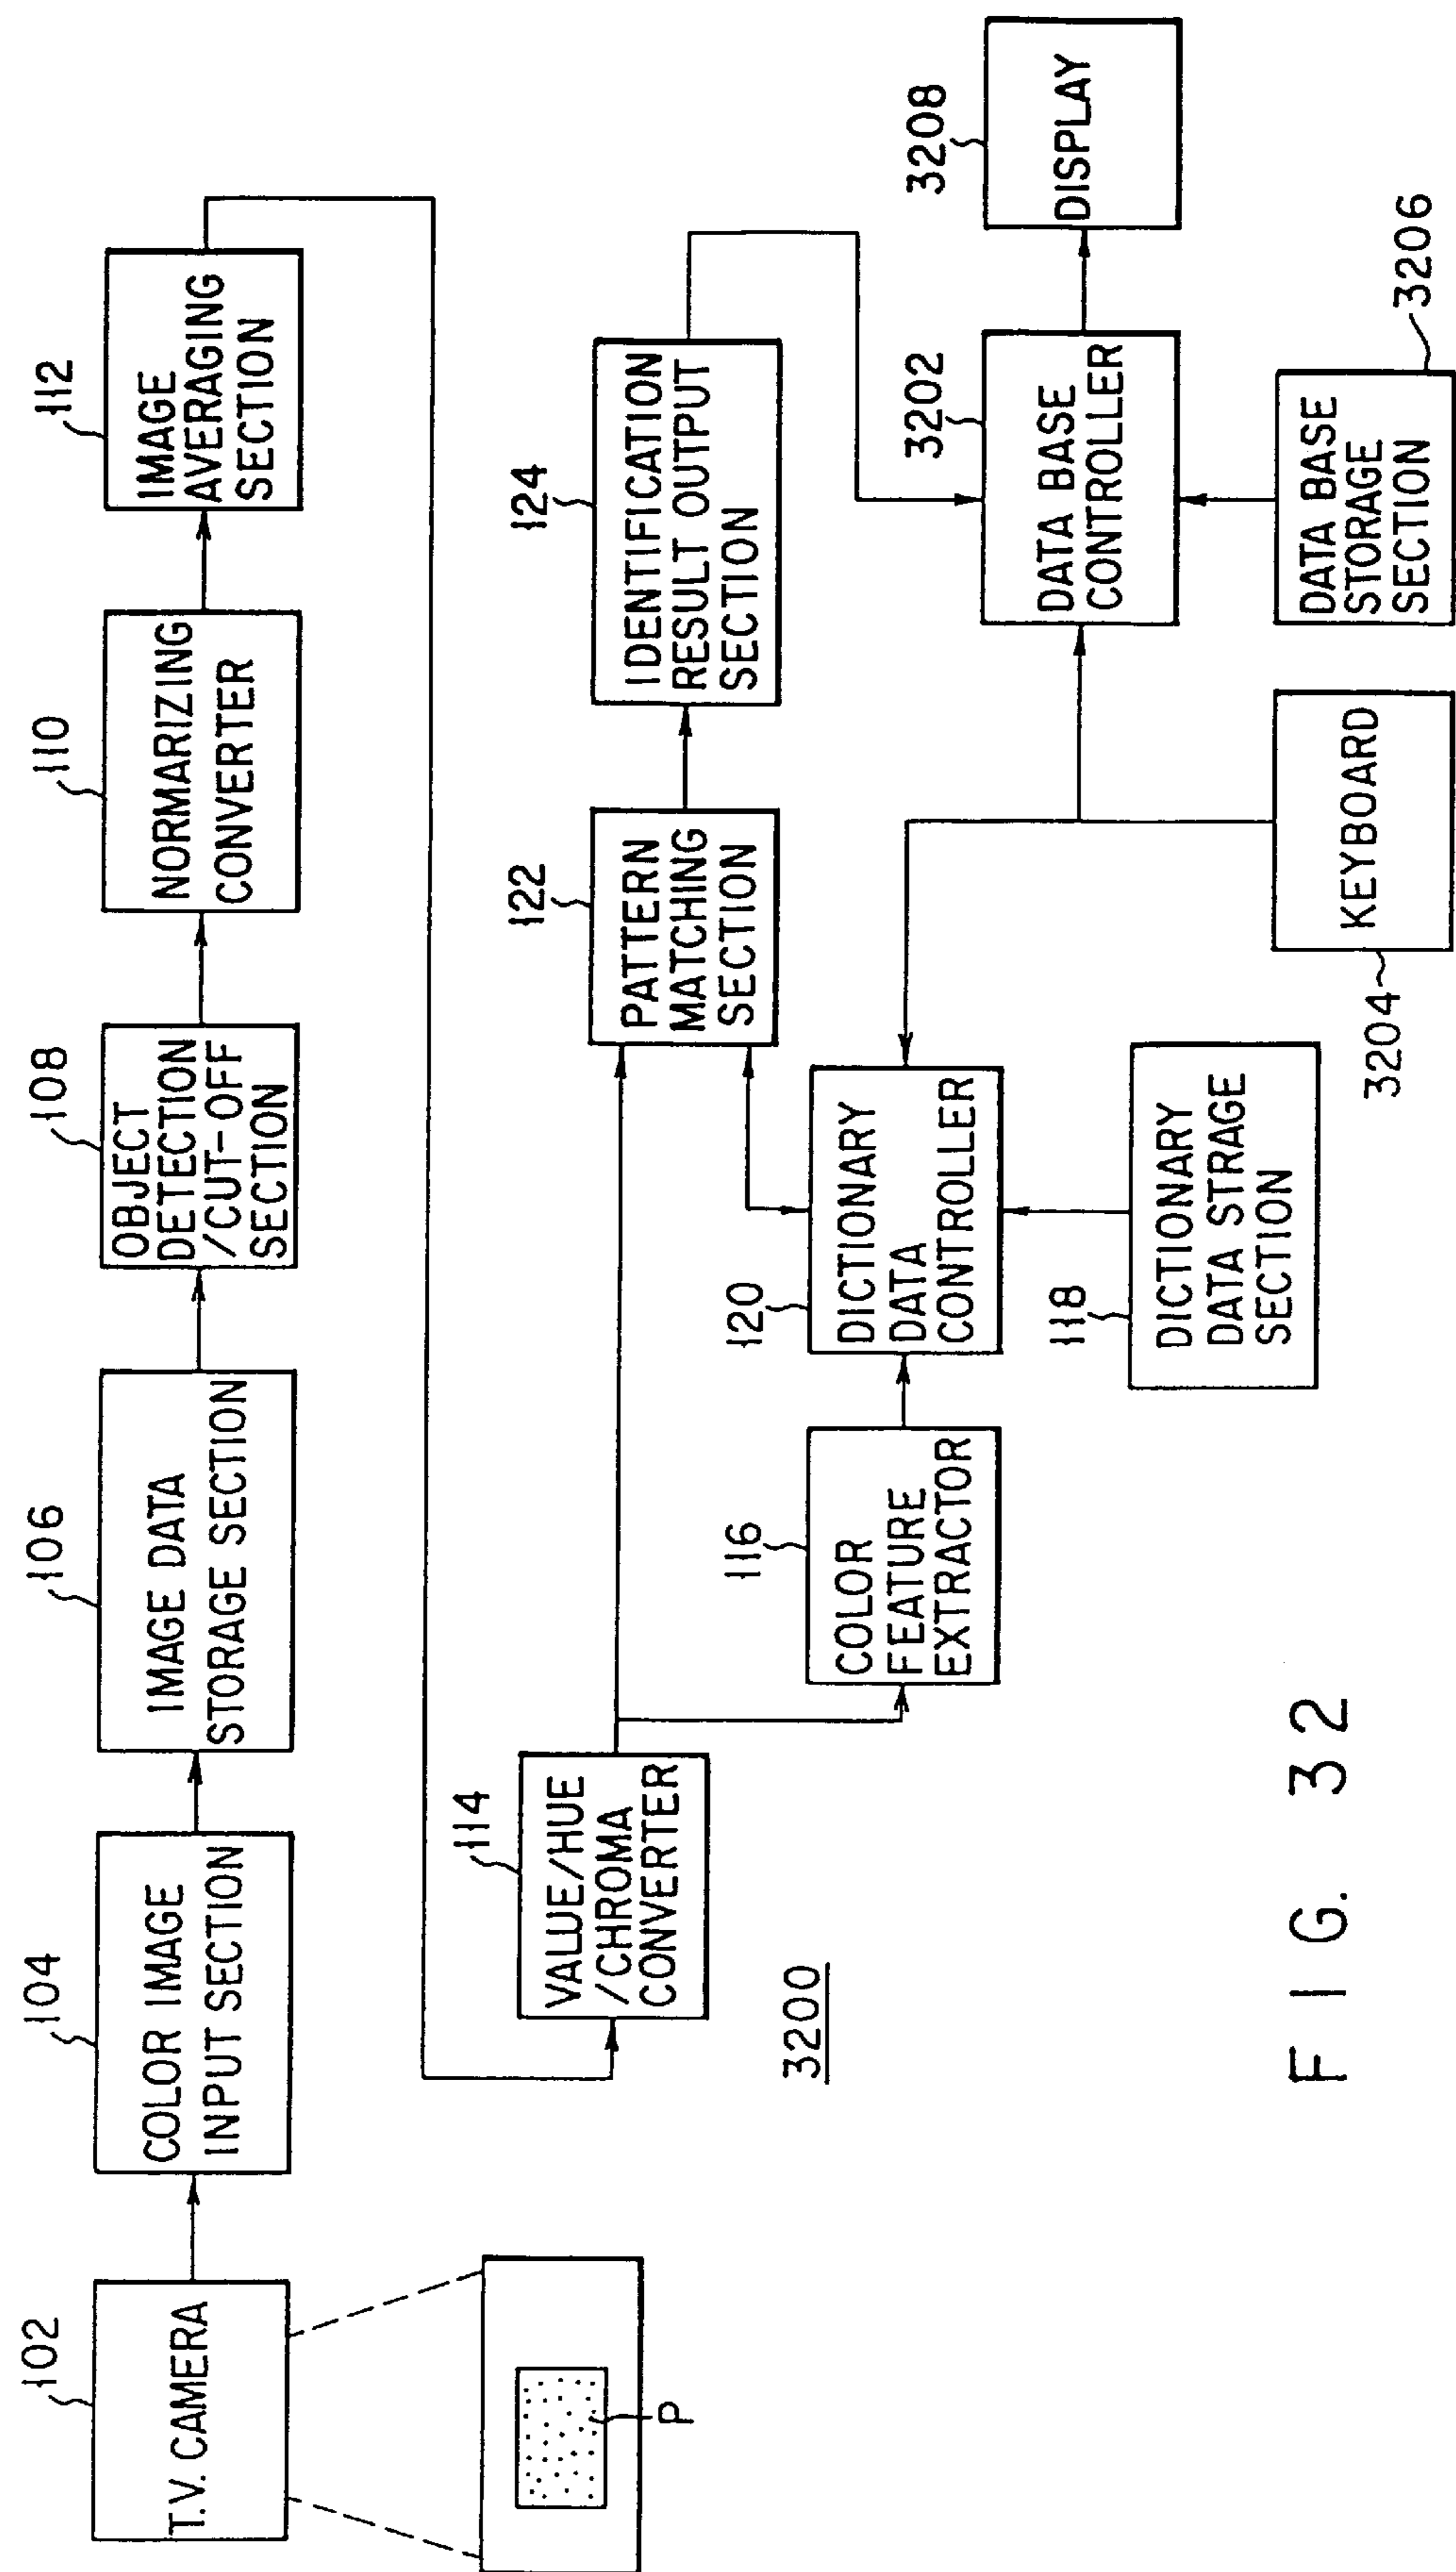 102
T.V. CAMERA
P
104
COLOR IMAGE
INPUT SECTION
106
IMAGE DATA
STORAGE SECTION
108
OBJECT
DETECTION
/CUT-OFF
SECTION
110
NORMARIZING
CONVERTER
112
IMAGE
AVERAGING
SECTION
114
VALUE/HUE
/CHROMA
CONVERTER
116
COLOR
FEATURE
EXTRACTOR
120
DICTIONARY
DATA
CONTROLLER
118
DICTIONARY
DATA STRAGE
SECTION
122
PATTERN
MATCHING
SECTION
124
IDENTIFICATION
RESULT OUTPUT
SECTION
3202
DATA BASE
CONTROLLER
3208
DISPLAY
3204
KEYBOARD
3206
DATA BASE
STORAGE
SECTION
3200
FIG. 32